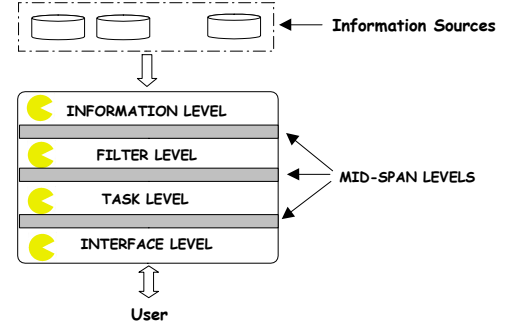 Information Sources
INFORMATION LEVEL
FILTER LEVEL
MID-SPAN LEVELS
TASK LEVEL
INTERFACE LEVEL
User